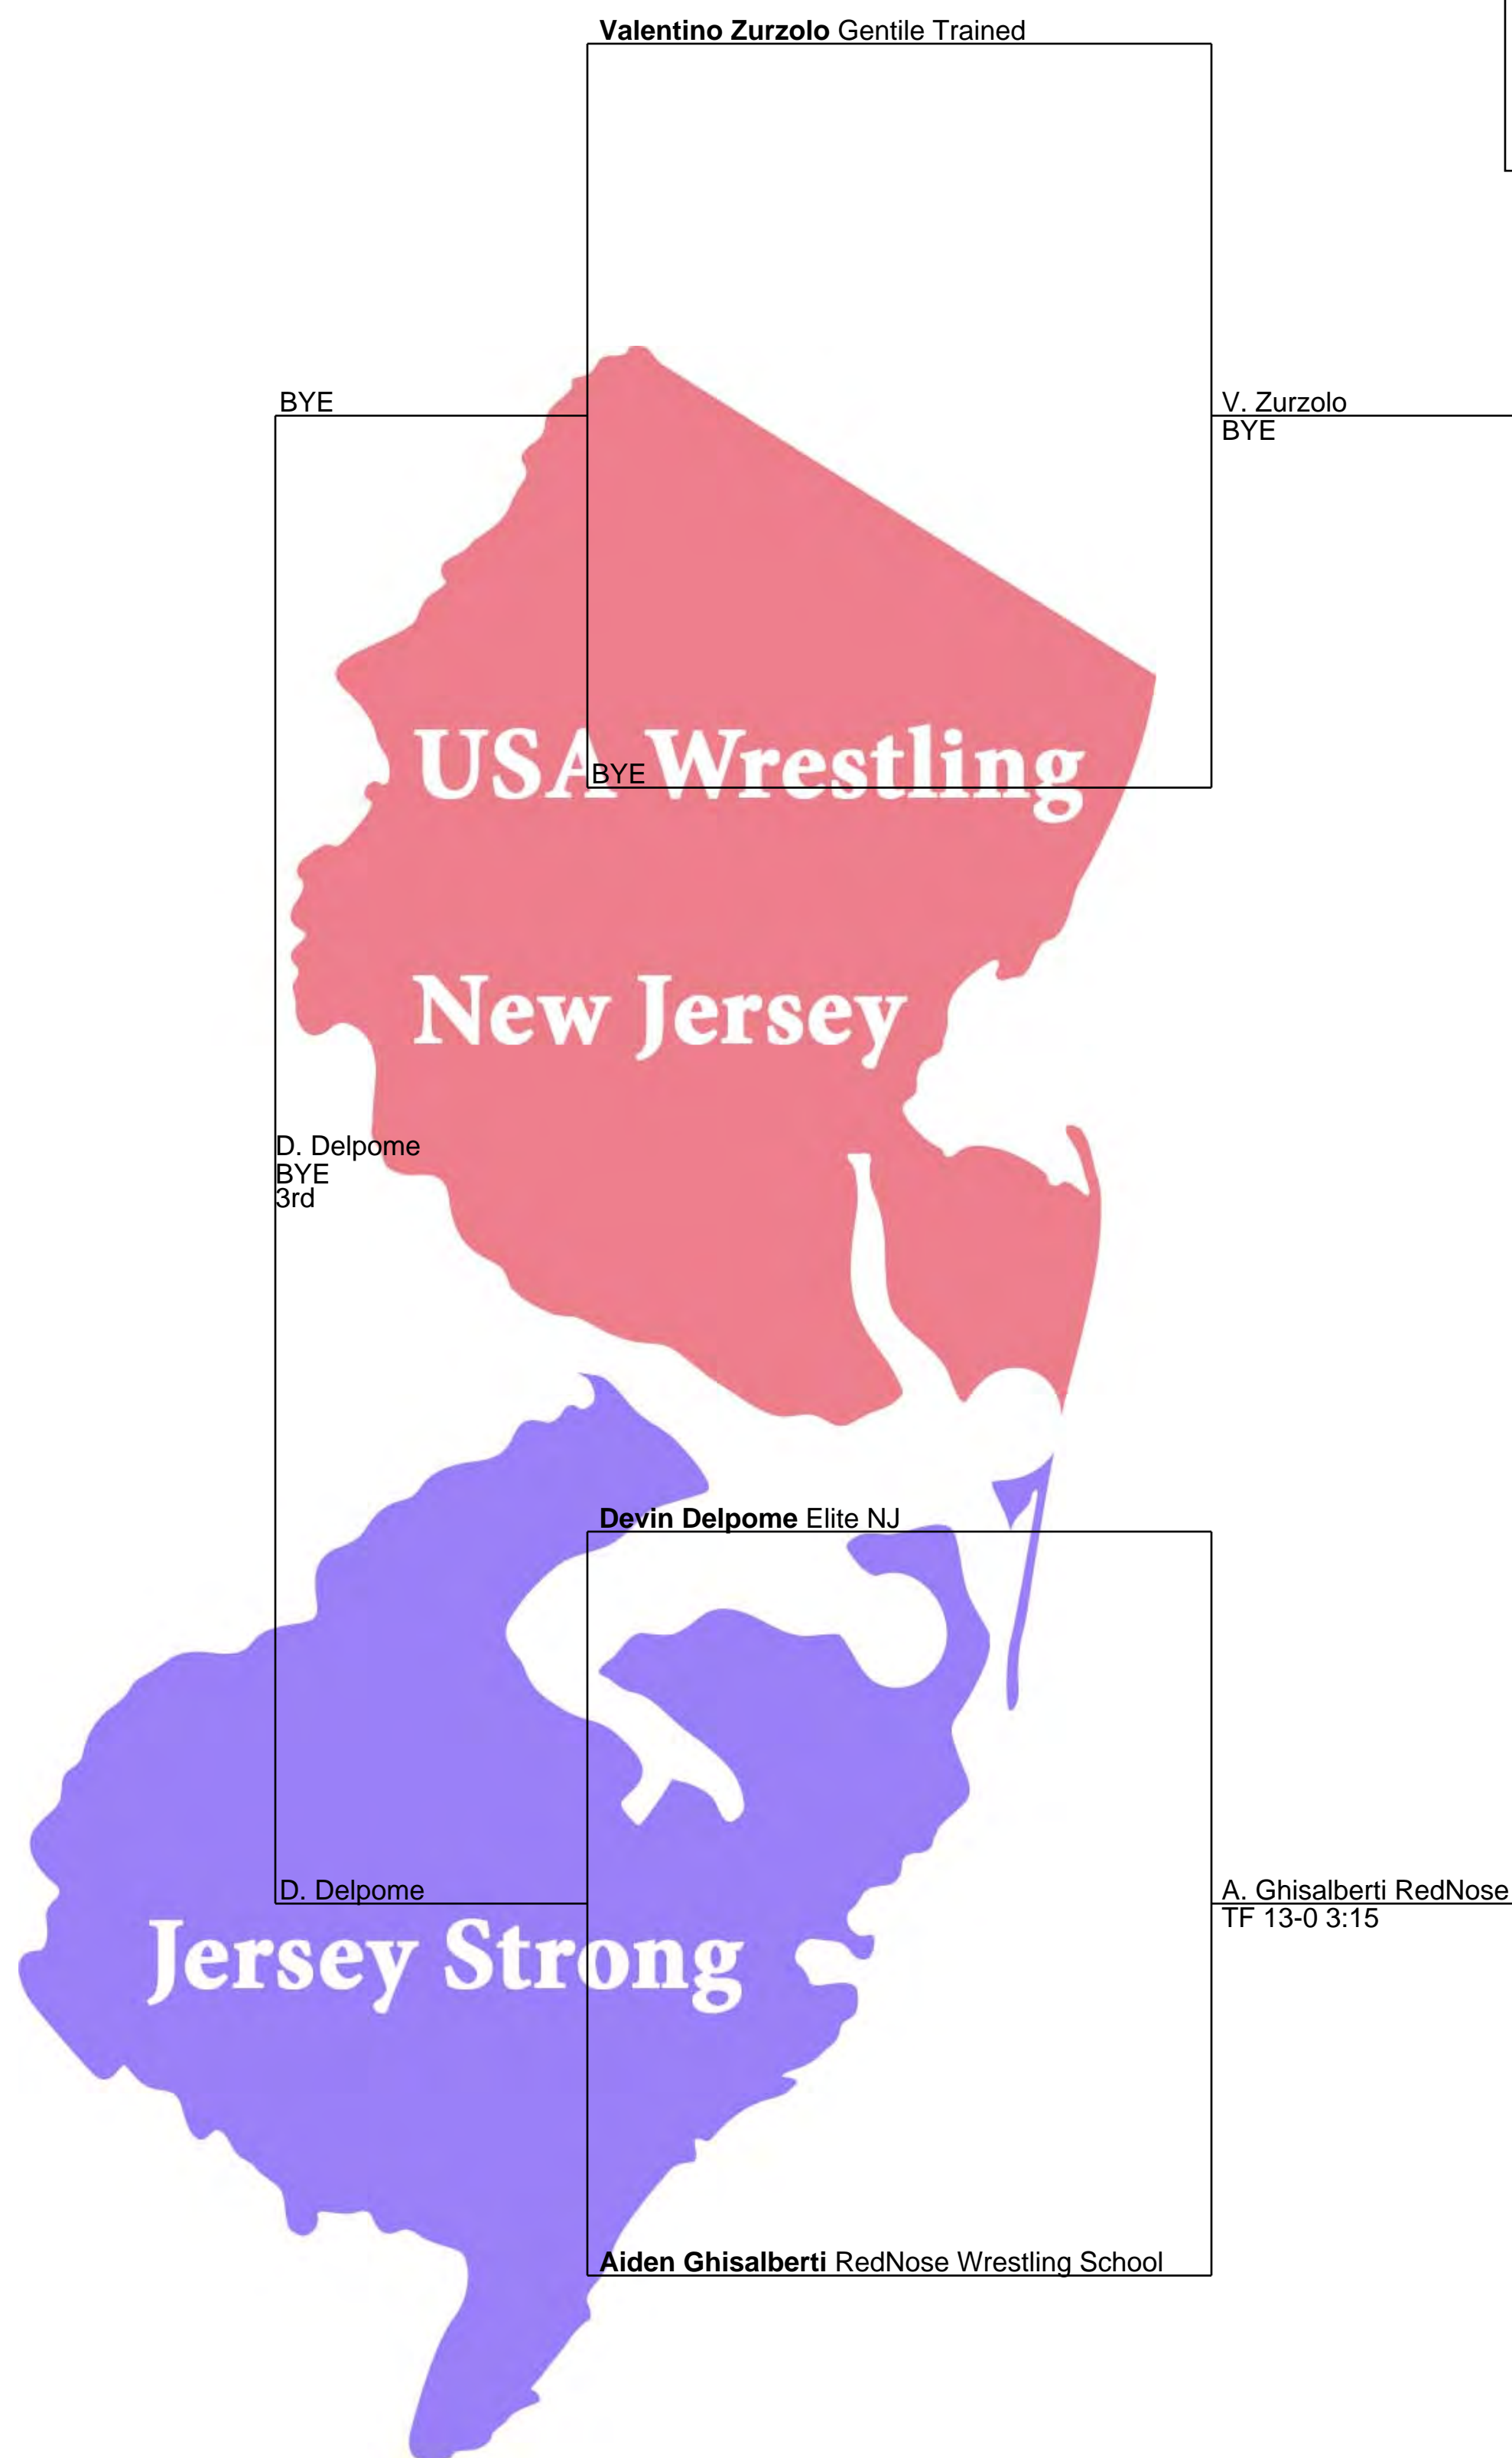 Valentino Zurzolo Gentile Trained
BYE
V. Zurzolo
BYE
USA Wrestling
BYE
New Jersey
D. Delpome
BYE
3rd
Devin Delpome Elite NJ
D. Delpome
A. Ghisalberti RedNose
TF 13-0 3:15
Jersey Strong
Aiden Ghisalberti RedNose Wrestling School